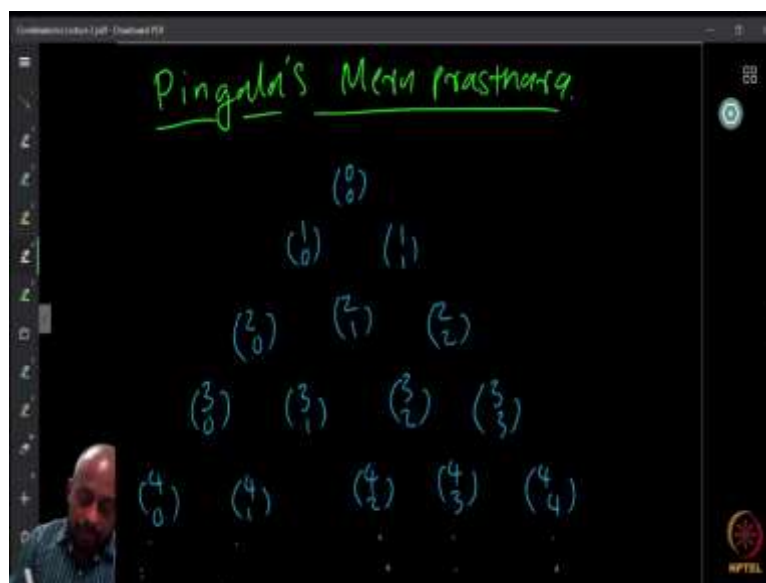 Pingala's Meru prasthara.
(0 0)
(1 0) (1 1)
(2 0) (2 1) (2 2)
(3 0) (3 1) (3 2) (3 3)
(4 0) (4 1) (4 2) (4 3) (4 4)
NPTEL